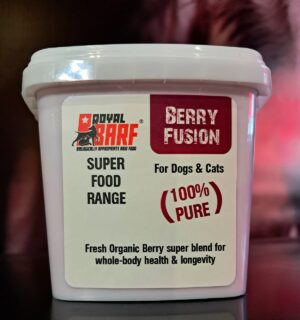 ROYAL
BARF®
BIOLOGICALLY APPROPRIATE RAW FOOD
SUPER
FOOD
RANGE
BERRY
FUSION
For Dogs & Cats
(100%
PURE)
Fresh Organic Berry super blend for
whole-body health & longevity